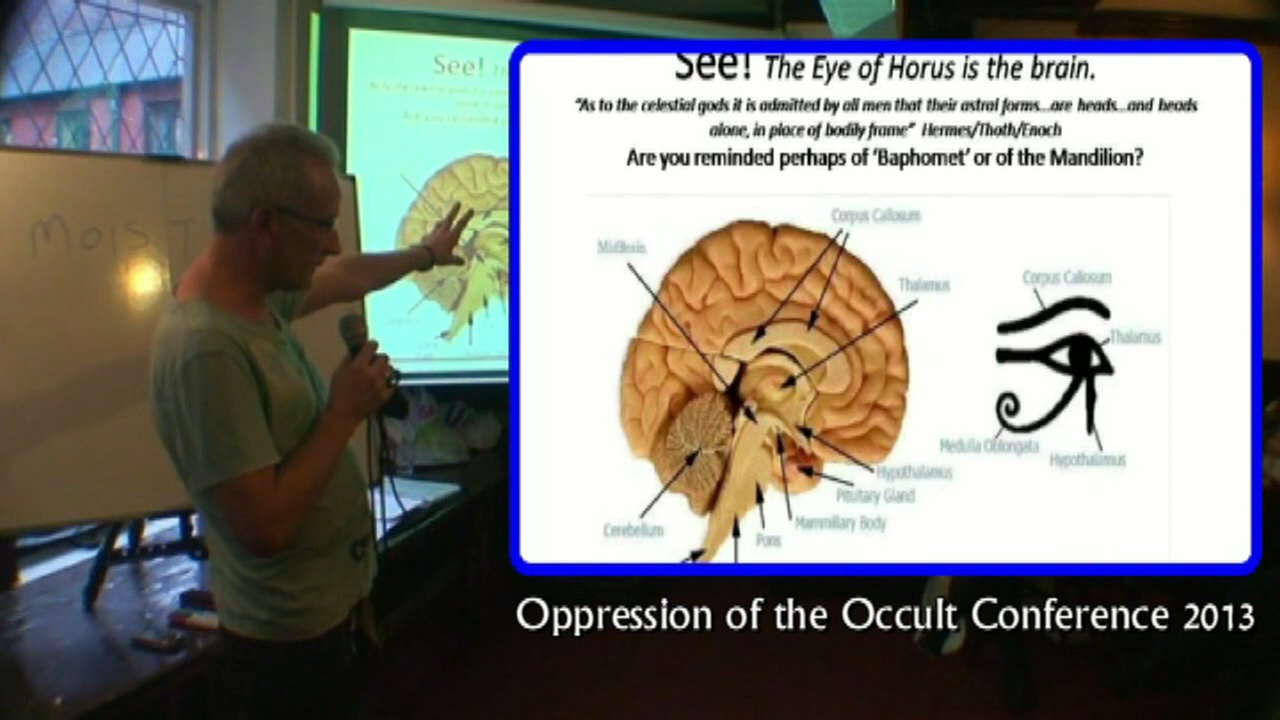 See! The Eye of Horus is the brain.
"As to the celestial gods it is admitted by all men that their astral forms...are heads...and heads
alone, in place of bodily frame" Hermes/Thoth/Enoch
Are you reminded perhaps of 'Baphomet' or of the Mandilion?
Corpus Callosum
MidBrain
Thalamus
Corpus Callosum
Thalamus
Medulla Oblongata
Hypothalamus
Hypothalamus
Pitutary Gland
Mammillary Body
Cerebellum
Pons
See!
Mois T
Oppression of the Occult Conference 2013